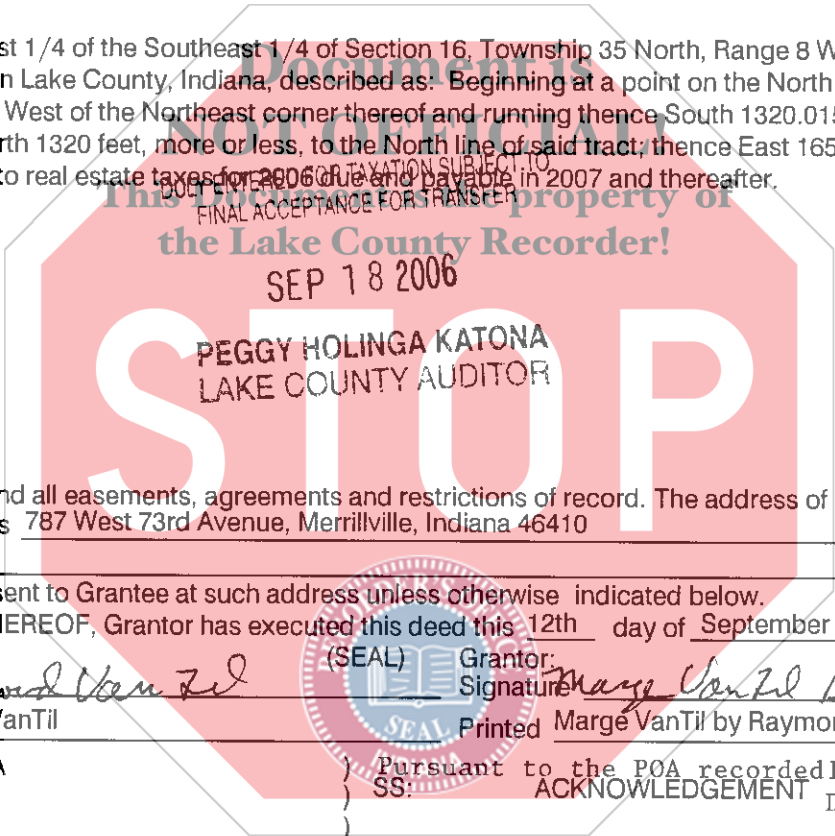 st 1/4 of the Southeast 1/4 of Section 16, Township 35 North, Range 8 W
Document is
n Lake County, Indiana, described as: Beginning at a point on the North
West of the Northeast corner thereof and running thence South 1320.015
NOT OFFICIAL!
rth 1320 feet, more or less, to the North line of said tract; thence East 165
to real estate taxes for 2006 due and payable in 2007 and thereafter.
DULY ENTERED FOR TAXATION SUBJECT TO
FINAL ACCEPTANCE FOR TRANSFER
This Document is the property of
the Lake County Recorder!
SEP 18 2006
PEGGY HOLINGA KATONA
LAKE COUNTY AUDITOR
STOP
nd all easements, agreements and restrictions of record. The address of
s 787 West 73rd Avenue, Merrillville, Indiana 46410
sent to Grantee at such address unless otherwise indicated below.
HEREOF, Grantor has executed this deed this 12th day of September
(SEAL) Grantor:
Van Til Signature Marge Van Til
VanTil SEAL Printed Marge VanTil by Raymo
A ) Pursuant to the POA recorded
) SS: ACKNOWLEDGEMENT
)